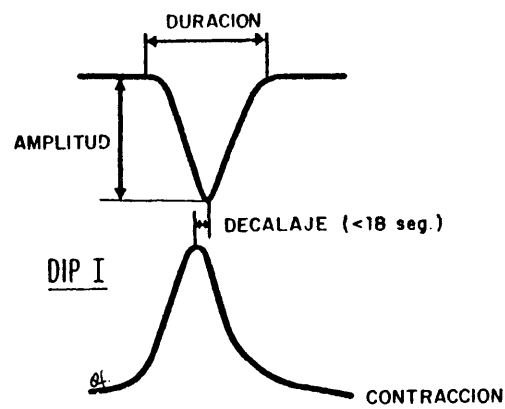 DURACION
AMPLITUD
DECALAJE (<18 seg.)
DIP I
CONTRACCION